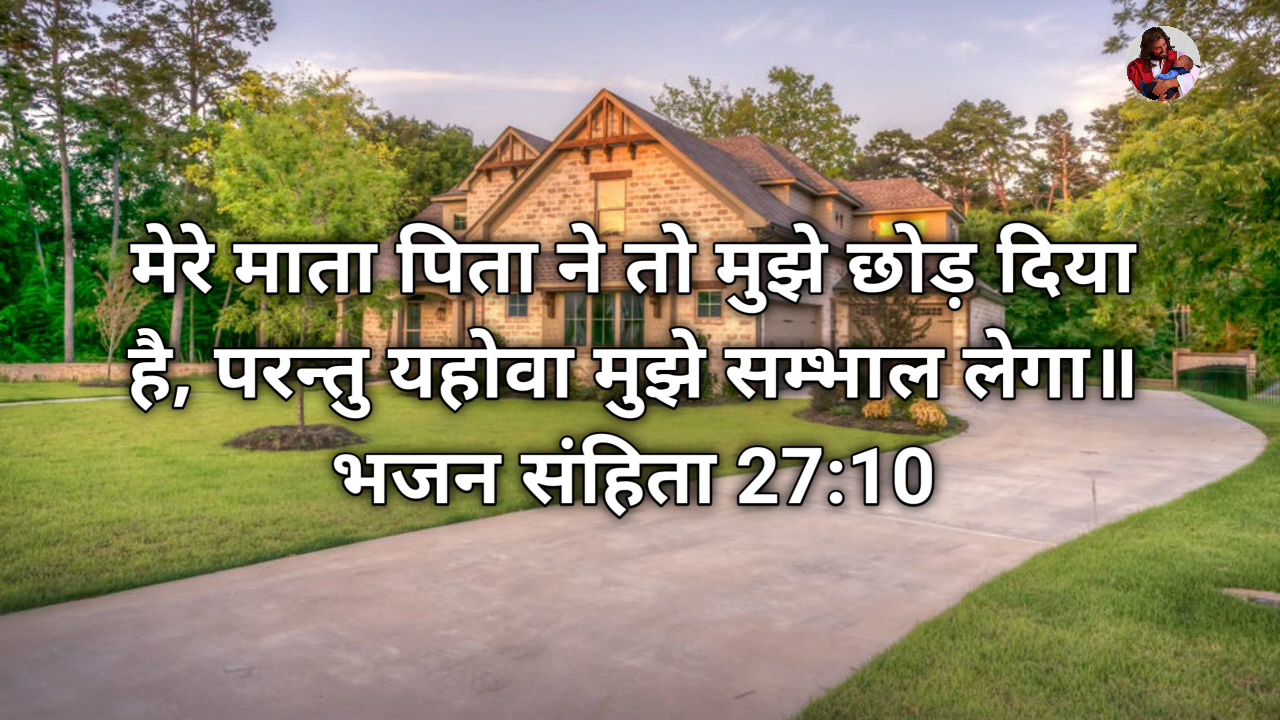 मेरे माता पिता ने तो मुझे छोड़ दिया
है, परन्तु यहोवा मुझे सम्भाल लेगा॥
भजन संहिता 27:10